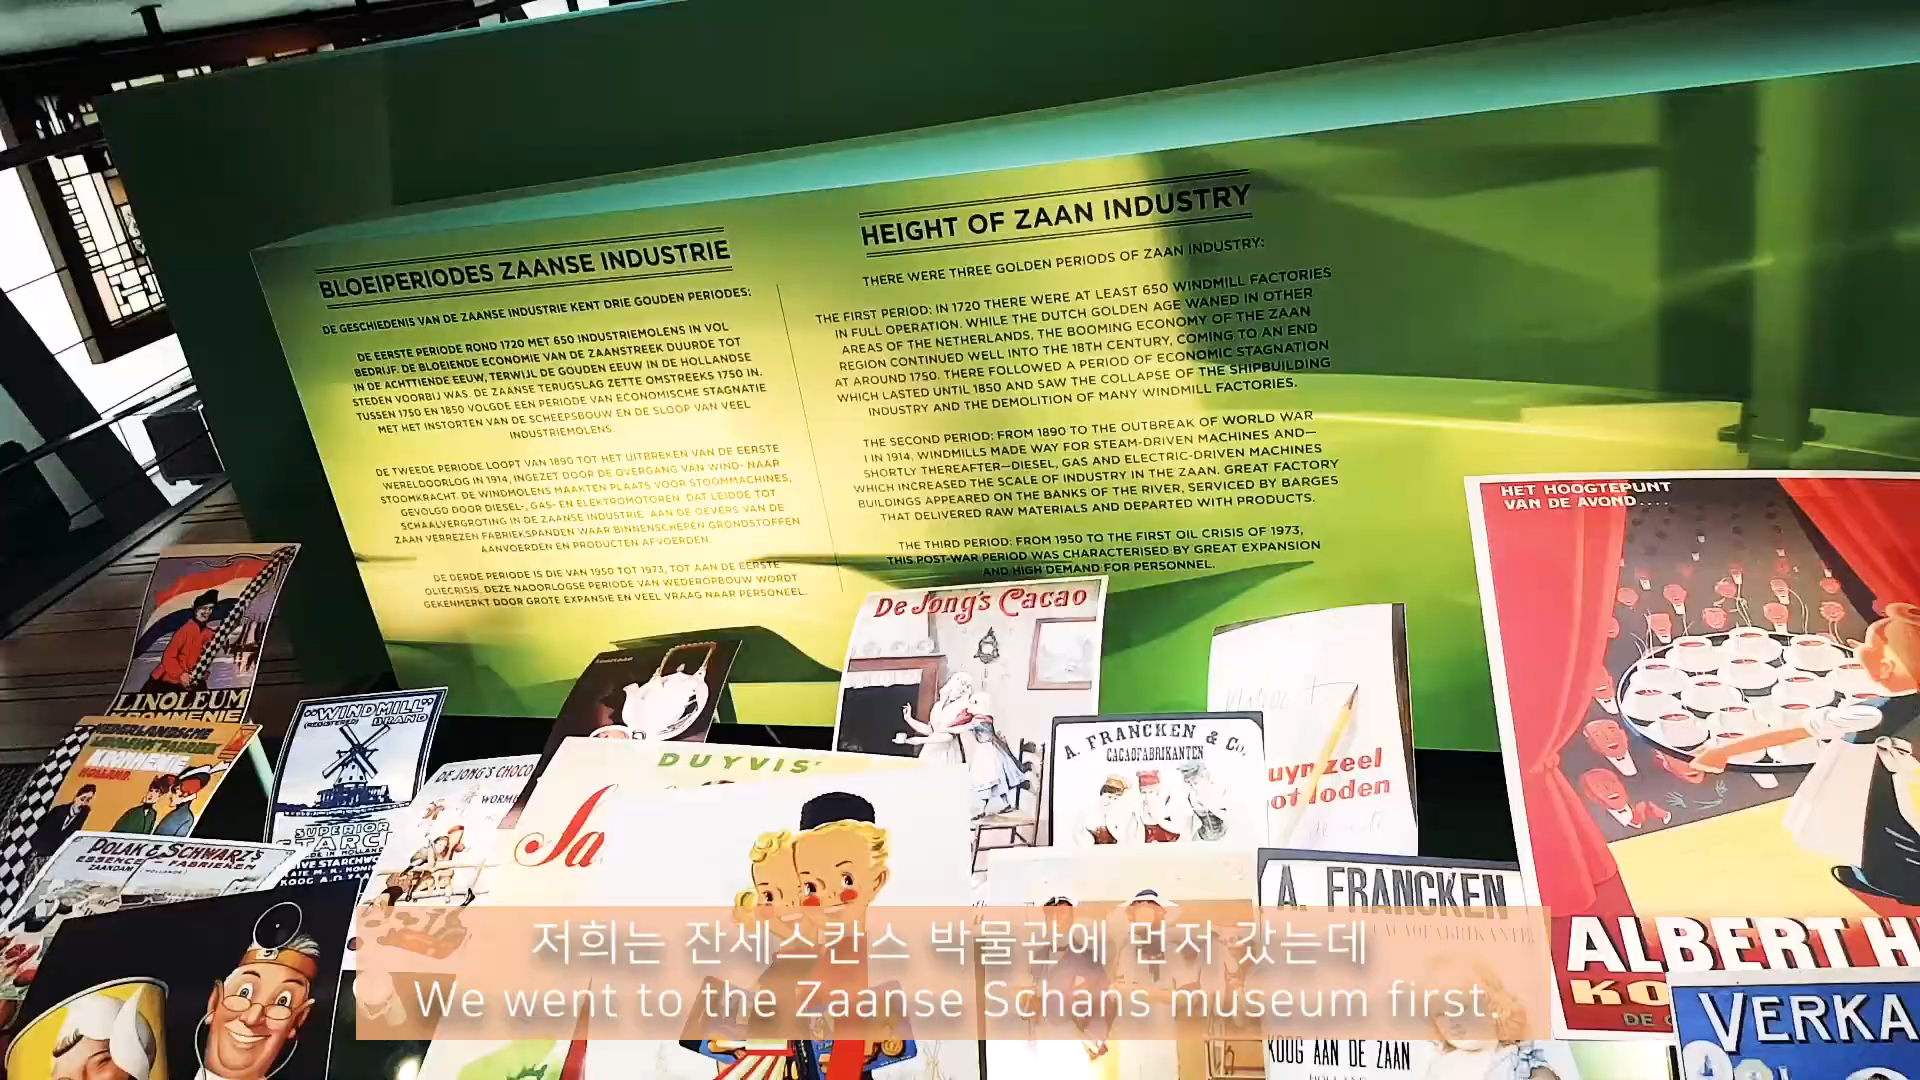 BLOEIPERIODES ZAANSE INDUSTRIE
DE GESCHIEDENIS VAN DE ZAANSE INDUSTRIE KENT DRIE GOUDEN PERIODES:
DE EERSTE PERIODE ROND 1720 MET 650 INDUSTRIEMOLENS IN VOL
BEDRIJF. DE BLOEIENDE ECONOMIE VAN DE ZAANSTREEK DUURDE TOT
IN DE ACHTTIENDE EEUW, TERWIJL DE GOUDEN EEUW IN DE HOLLANDSE
STEDEN VOORBIJ WAS. DE ZAANSE TERUGSLAG ZETTE OMSTREEKS 1750 IN.
TUSSEN 1750 EN 1850 VOLGDE EEN PERIODE VAN ECONOMISCHE STAGNATIE
MET HET INSTORTEN VAN DE SCHEEPSBOUW EN DE SLOOP VAN VEEL
INDUSTRIEMOLENS.
DE TWEEDE PERIODE LOOPT VAN 1890 TOT HET UITBREKEN VAN DE EERSTE
WERELDOORLOG IN 1914, INGEZET DOOR DE OVERGANG VAN WIND- NAAR
STOOMKRACHT. DE WINDMOLENS MAAKTEN PLAATS VOOR STOOMMACHINES,
GEVOLGD DOOR DIESEL-, GAS- EN ELEKTROMOTOREN. DAT LEIDDE TOT
SCHAALVERGROTING IN DE ZAANSE INDUSTRIE. AAN DE OEVERS VAN DE
ZAAN VERREZEN FABRIEKSPANDEN WAAR BINNENSCHEPEN GRONDSTOFFEN
AANVOERDEN EN PRODUCTEN AFVOERDEN.
DE DERDE PERIODE IS DIE VAN 1950 TOT 1973, TOT AAN DE EERSTE
OLIECRISIS. DEZE NAOORLOGSE PERIODE VAN WEDEROPBOUW WORDT
GEKENMERKT DOOR GROTE EXPANSIE EN VEEL VRAAG NAAR PERSONEEL.
HEIGHT OF ZAAN INDUSTRY
THERE WERE THREE GOLDEN PERIODS OF ZAAN INDUSTRY:
THE FIRST PERIOD: IN 1720 THERE WERE AT LEAST 650 WINDMILL FACTORIES
IN FULL OPERATION. WHILE THE DUTCH GOLDEN AGE WANED IN OTHER
AREAS OF THE NETHERLANDS, THE BOOMING ECONOMY OF THE ZAAN
REGION CONTINUED WELL INTO THE 18TH CENTURY, COMING TO AN END
AT AROUND 1750. THERE FOLLOWED A PERIOD OF ECONOMIC STAGNATION
WHICH LASTED UNTIL 1850 AND SAW THE COLLAPSE OF THE SHIPBUILDING
INDUSTRY AND THE DEMOLITION OF MANY WINDMILL FACTORIES.
THE SECOND PERIOD: FROM 1890 TO THE OUTBREAK OF WORLD WAR
I IN 1914, WINDMILLS MADE WAY FOR STEAM-DRIVEN MACHINES AND—
SHORTLY THEREAFTER—DIESEL, GAS AND ELECTRIC-DRIVEN MACHINES
WHICH INCREASED THE SCALE OF INDUSTRY IN THE ZAAN. GREAT FACTORY
BUILDINGS APPEARED ON THE BANKS OF THE RIVER, SERVICED BY BARGES
THAT DELIVERED RAW MATERIALS AND DEPARTED WITH PRODUCTS.
THE THIRD PERIOD: FROM 1950 TO THE FIRST OIL CRISIS OF 1973,
THIS POST-WAR PERIOD WAS CHARACTERISED BY GREAT EXPANSION
AND HIGH DEMAND FOR PERSONNEL.
HET HOOGTEPUNT
VAN DE AVOND....
ALBERT H
KO
DE
VERKA
LINOLEUM
KROMMENIE
NEDERLANDSCHE
LINOLEUM FABRIEK
HOLLAND.
"WINDMILL"
(REGISTERED) BRAND
SUPERIOR
STARC
KOOG A.D. ZAA
POLAK & SCHWARZ'S
ESSENCE FABRIEKEN
ZAANDAM (HOLLAND)
DE JONG'S CHOCO
WORME
DUYVIS'
Sa
De Jong's Cacao
A. FRANCKEN & Co.
CACAOFABRIKANTEN
uynzeel
potloden
A. FRANCKEN
KOOG AAN DE ZAAN
HOLLAND
저희는 잔세스칸스 박물관에 먼저 갔는데
We went to the Zaanse Schans museum first.